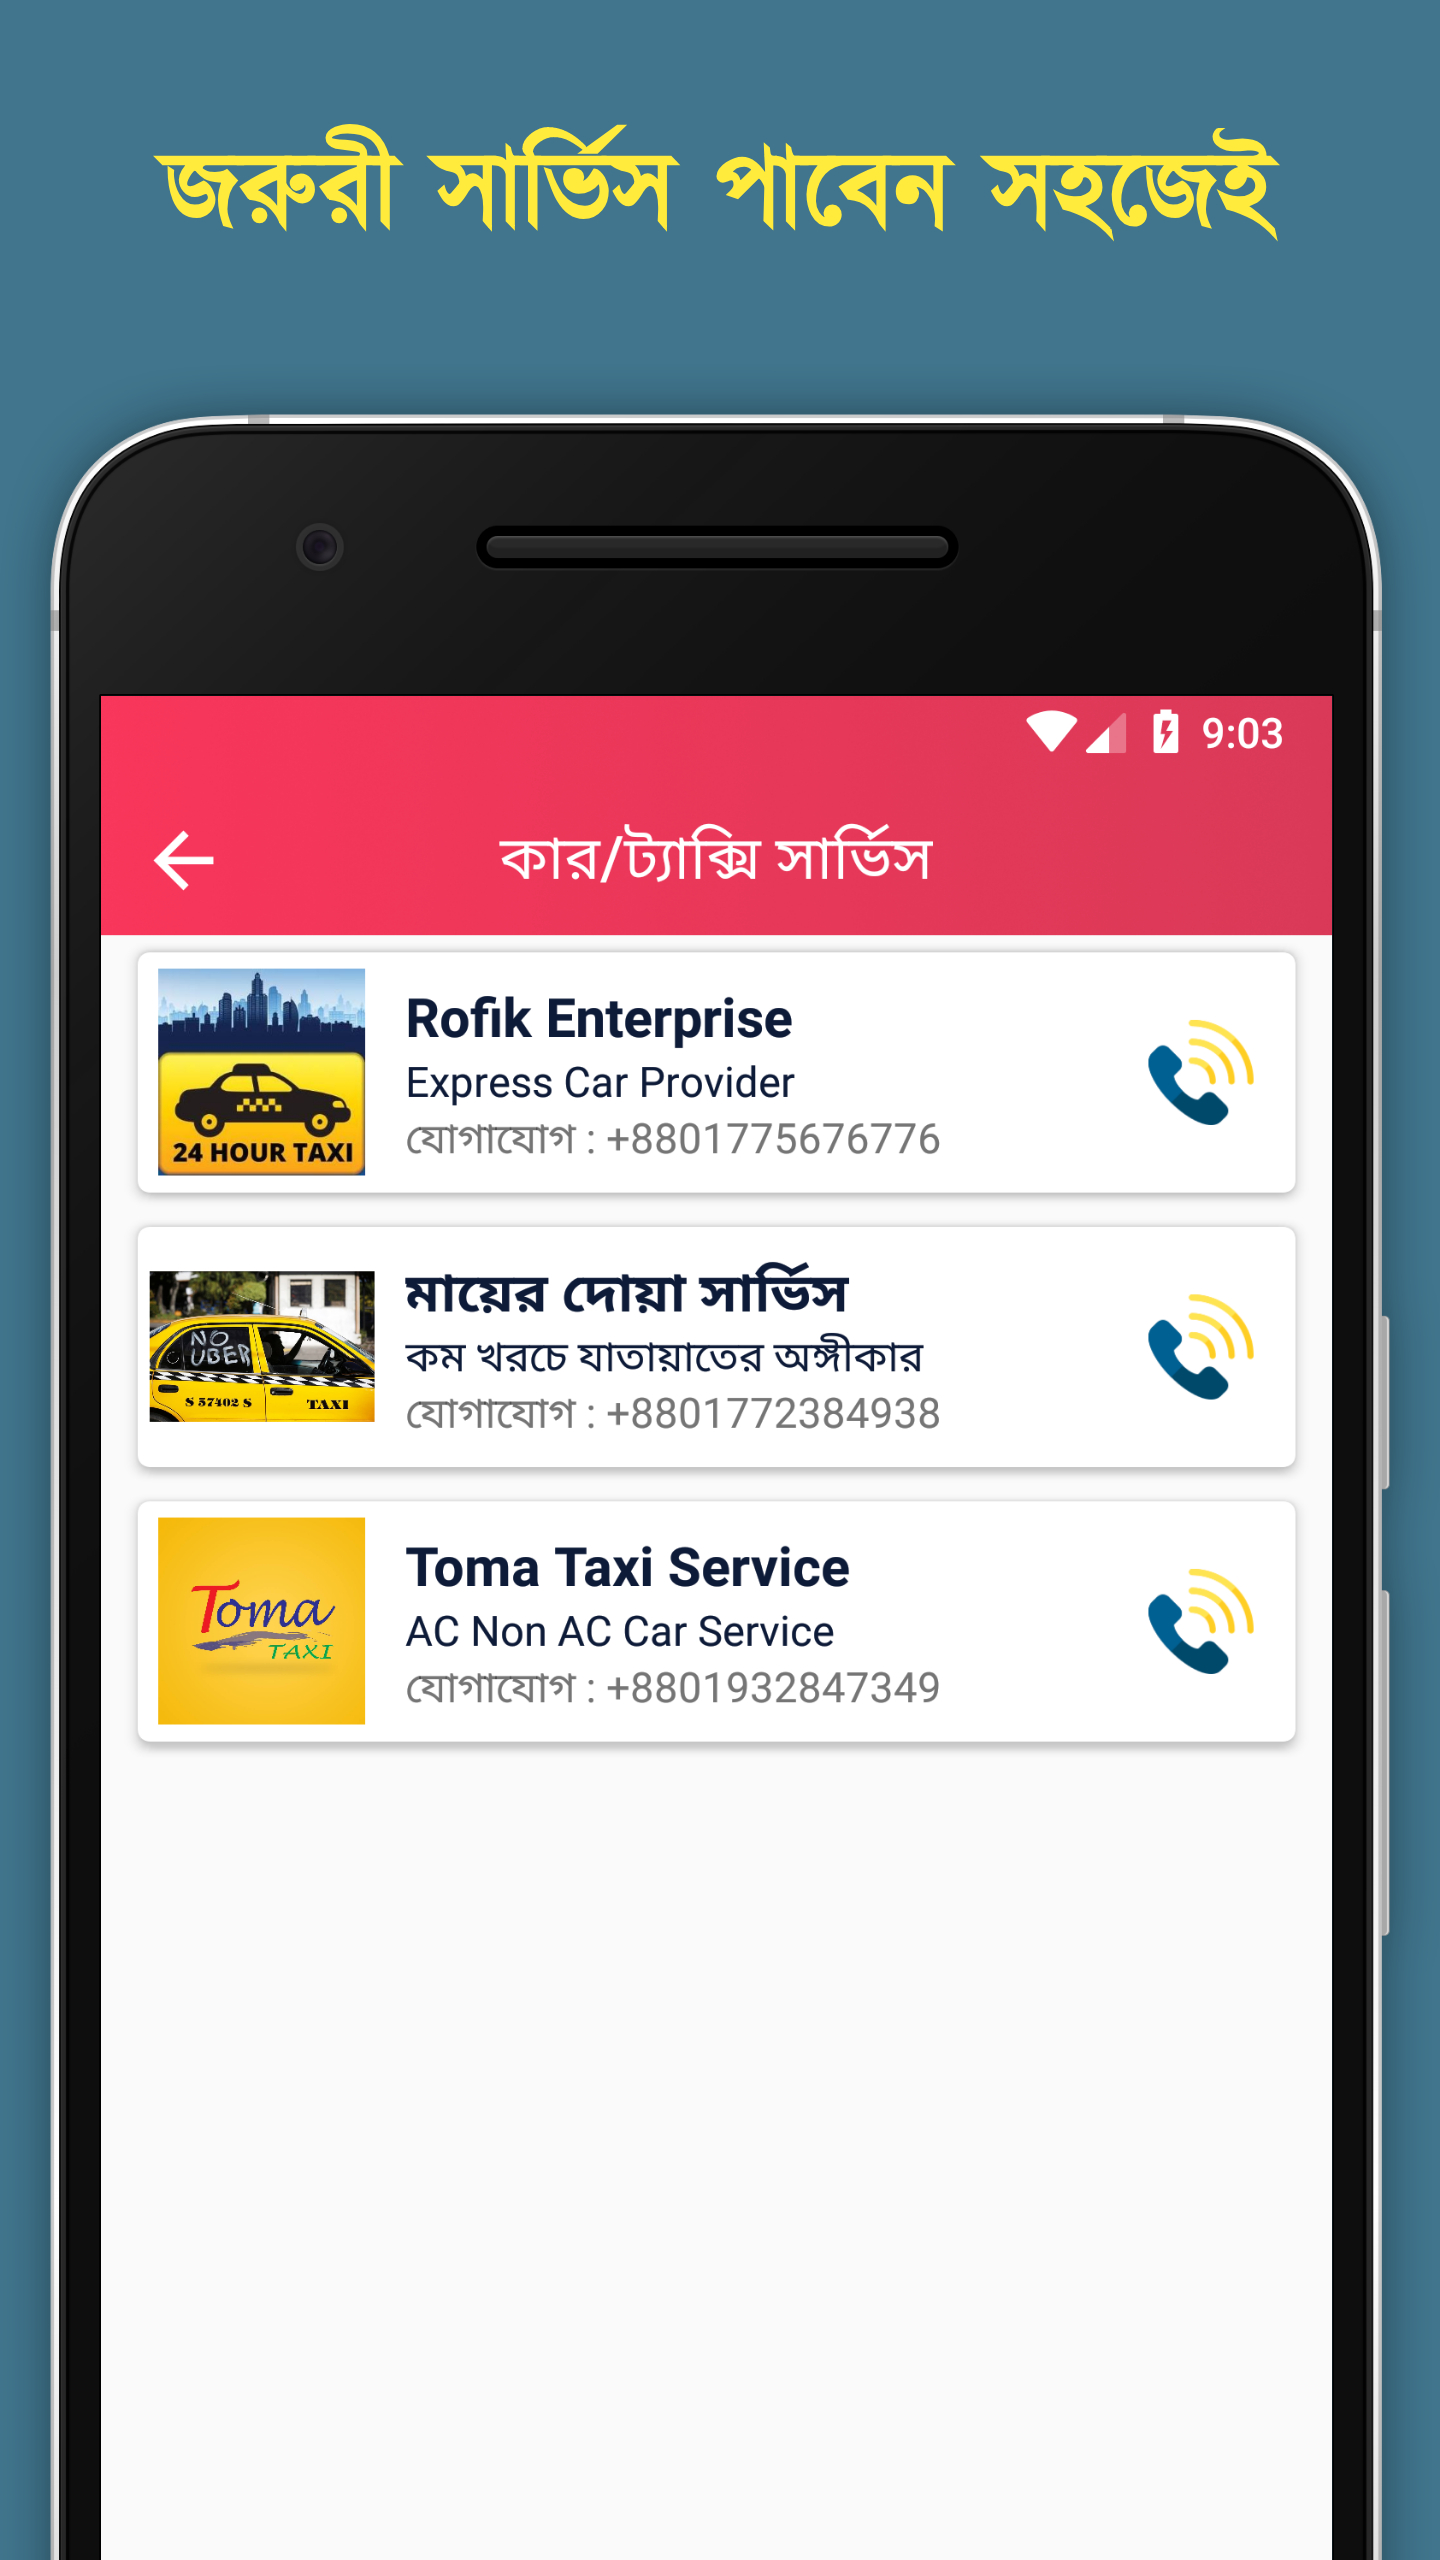 জরুরী সার্ভিস পাবেন সহজেই
9:03
কার/ট্যাক্সি সার্ভিস
Rofik Enterprise
Express Car Provider
যোগাযোগ : +8801775676776
24 HOUR TAXI
মায়ের দোয়া সার্ভিস
কম খরচে যাতায়াতের অঙ্গীকার
যোগাযোগ : +8801772384938
NO
UBER
S 57402 S TAXI
Toma Taxi Service
AC Non AC Car Service
যোগাযোগ : +8801932847349
Toma
TAXI